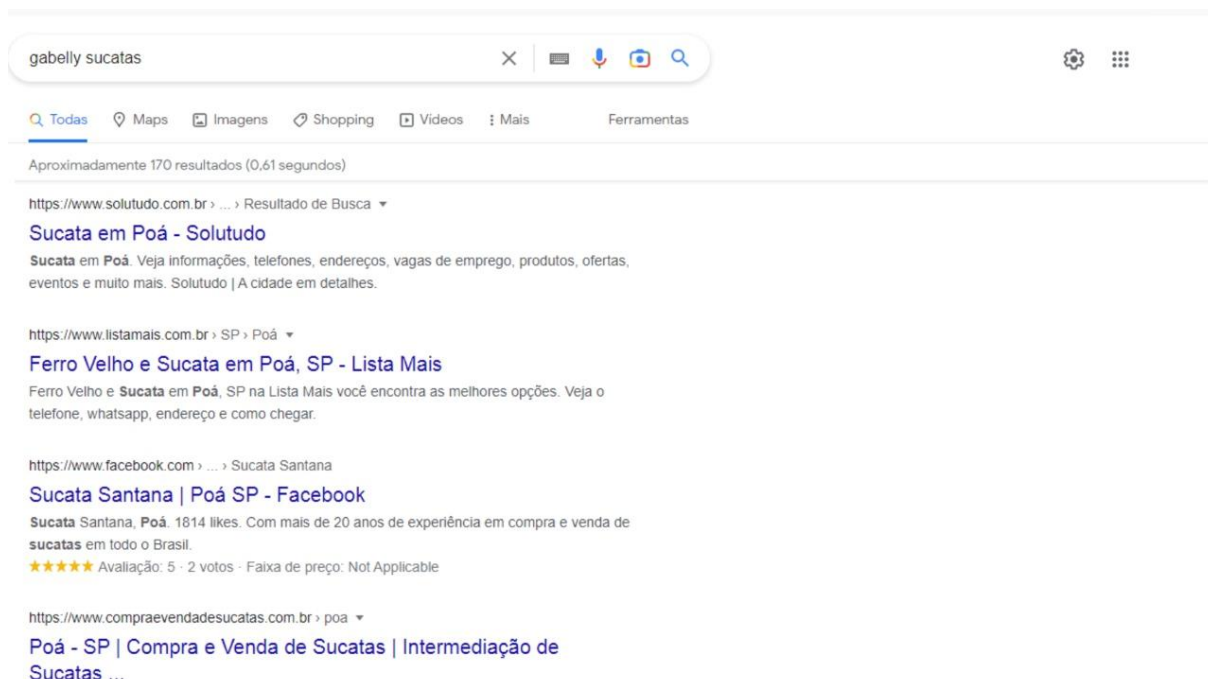 gabelly sucatas
Todas Maps Imagens Shopping Vídeos Mais Ferramentas
Aproximadamente 170 resultados (0,61 segundos)
https://www.solutudo.com.br › ... › Resultado de Busca
Sucata em Poá - Solutudo
Sucata em Poá. Veja informações, telefones, endereços, vagas de emprego, produtos, ofertas,
eventos e muito mais. Solutudo | A cidade em detalhes.
https://www.listamais.com.br › SP › Poá
Ferro Velho e Sucata em Poá, SP - Lista Mais
Ferro Velho e Sucata em Poá, SP na Lista Mais você encontra as melhores opções. Veja o
telefone, whatsapp, endereço e como chegar.
https://www.facebook.com › ... › Sucata Santana
Sucata Santana | Poá SP - Facebook
Sucata Santana, Poá. 1814 likes. Com mais de 20 anos de experiência em compra e venda de
sucatas em todo o Brasil.
★★★★★ Avaliação: 5 · 2 votos · Faixa de preço: Not Applicable
https://www.compraevendadesucatas.com.br › poa
Poá - SP | Compra e Venda de Sucatas | Intermediação de
Sucatas ...